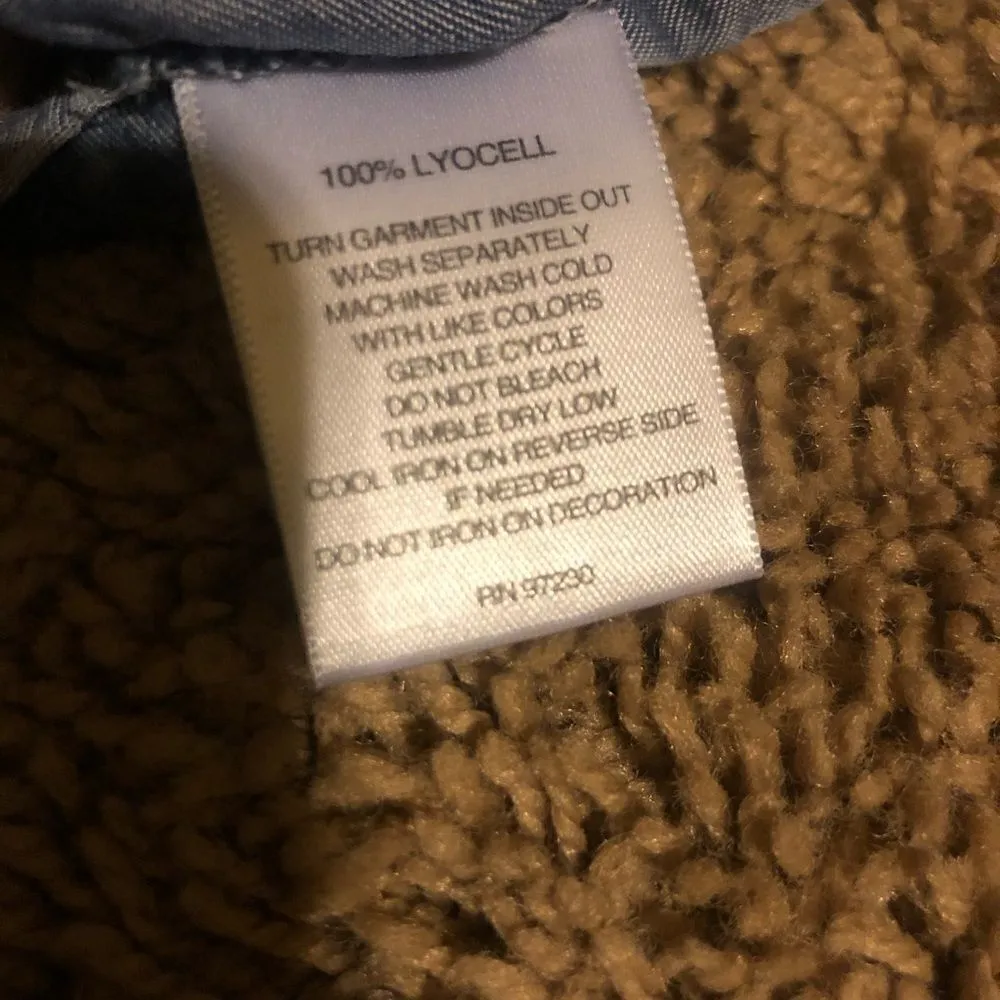 100% LYOCELL
TURN GARMENT INSIDE OUT
WASH SEPARATELY
MACHINE WASH COLD
WITH LIKE COLORS
GENTLE CYCLE
DO NOT BLEACH
TUMBLE DRY LOW
COOL IRON ON REVERSE SIDE
IF NEEDED
DO NOT IRON ON DECORATION
RN 97290